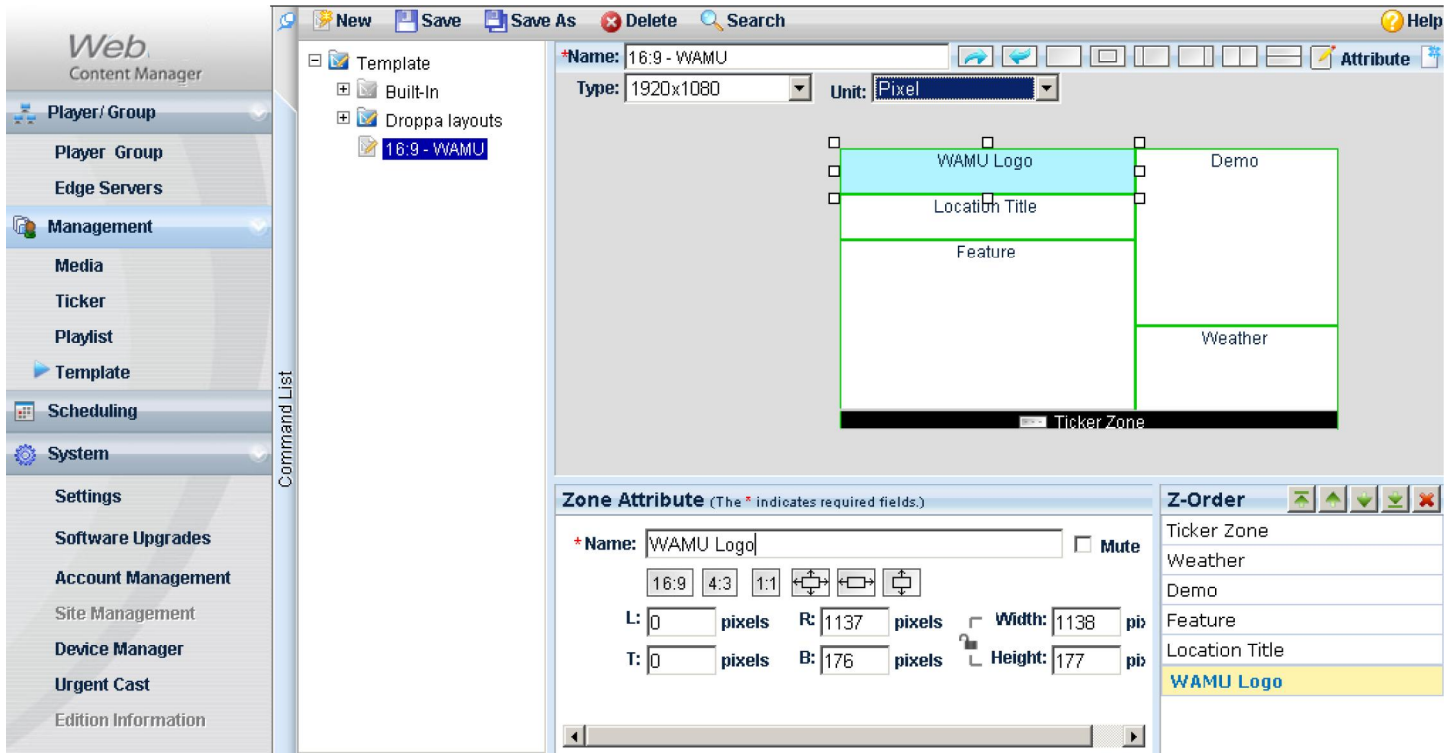 Web
Content Manager
Player/Group
Player Group
Edge Servers
Management
Media
Ticker
Playlist
Template
Scheduling
System
Settings
Software Upgrades
Account Management
Site Management
Device Manager
Urgent Cast
Edition Information
Command List
New Save Save As Delete Search Help
Template
Built-In
Droppa layouts
16:9 - WAMU
*Name: 16:9 - WAMU Attribute
Type: 1920x1080 Unit: Pixel
WAMU Logo
Demo
Location Title
Feature
Weather
Ticker Zone
Zone Attribute (The * indicates required fields.)
*Name: WAMU Logo Mute
16:9 4:3 1:1
L: 0 pixels R: 1137 pixels Width: 1138 pix
T: 0 pixels B: 176 pixels Height: 177 pix
Z-Order
Ticker Zone
Weather
Demo
Feature
Location Title
WAMU Logo